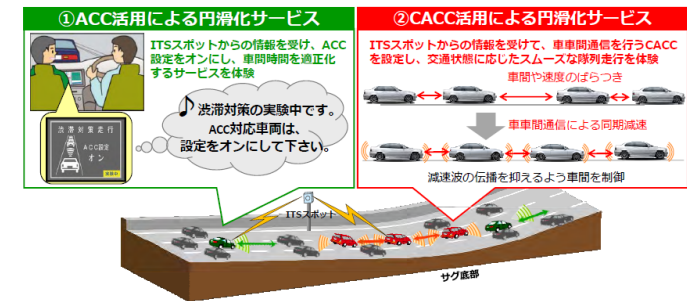 ①ACC活用による円滑化サービス
ITSスポットからの情報を受け、ACC
設定をオンにし、車間時間を適正化
するサービスを体験
♪渋滞対策の実験中です。
ACC対応車両は、
設定をオンにして下さい。
渋滞対策走行
ACC設定
オン
②CACC活用による円滑化サービス
ITSスポットからの情報を受けて、車車間通信を行うCACC
を設定し、交通状態に応じたスムーズな隊列走行を体験
車間や速度のばらつき
車車間通信による同期減速
減速波の伝播を抑えるよう車間を制御
ITSスポット
サグ底部